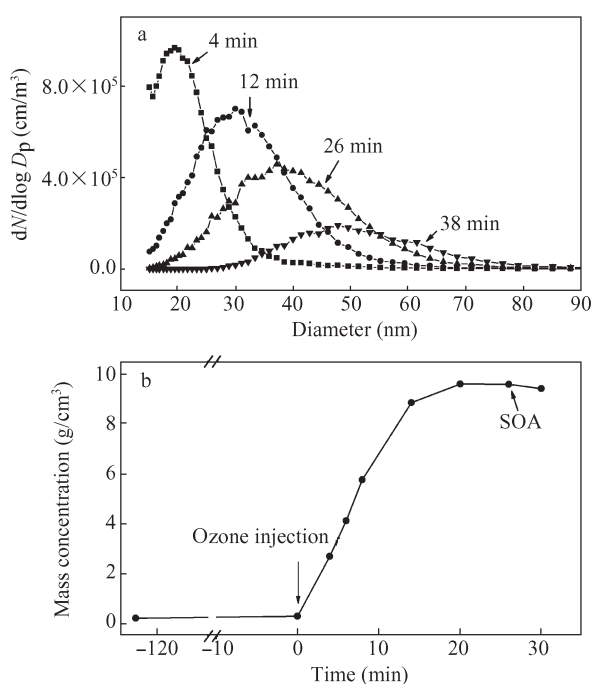 a
4 min
12 min
26 min
38 min
dN/dlog Dp (cm/m³)
8.0×10⁵
4.0×10⁵
0.0
10 20 30 40 50 60 70 80 90
Diameter (nm)
b
Mass concentration (g/cm³)
10
8
6
4
2
0
SOA
Ozone injection
−120 −10 0 10 20 30
Time (min)